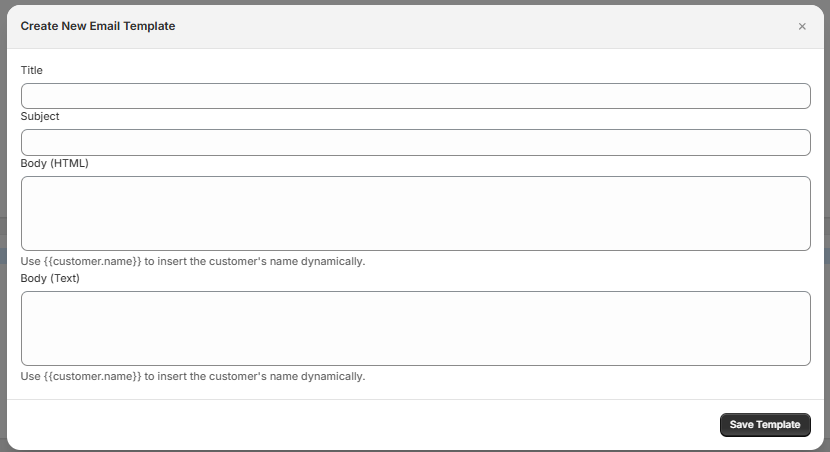 Create New Email Template
Title
Subject
Body (HTML)
Use {{customer.name}} to insert the customer's name dynamically.
Body (Text)
Use {{customer.name}} to insert the customer's name dynamically.
Save Template